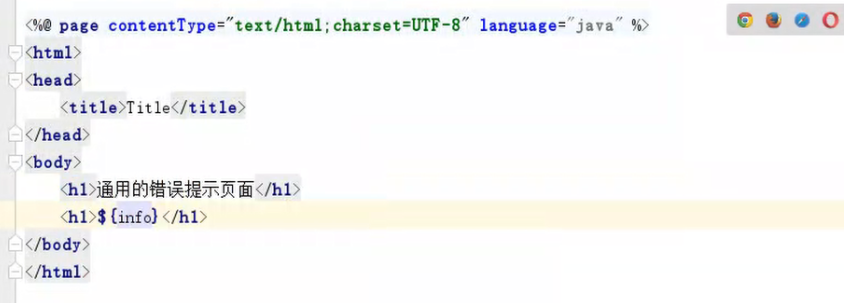 <%@ page contentType="text/html;charset=UTF-8" language="java" %>
<html>
<head>
    <title>Title</title>
</head>
<body>
    <h1>通用的错误提示页面</h1>
    <h1>${info}</h1>
</body>
</html>